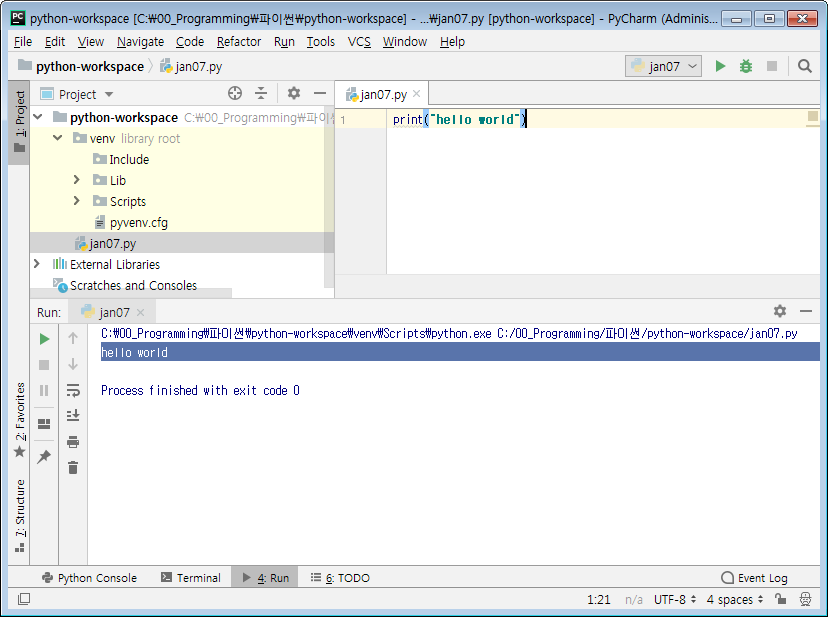 python-workspace [C:₩00_Programming₩파이썬₩python-workspace] - ...₩jan07.py [python-workspace] - PyCharm (Adminis...
File Edit View Navigate Code Refactor Run Tools VCS Window Help
python-workspace jan07.py jan07
1: Project
Project
jan07.py
python-workspace C:₩00_Programming₩파이
1 print("hello world")
venv library root
Include
Lib
Scripts
pyvenv.cfg
jan07.py
External Libraries
Scratches and Consoles
Run: jan07
C:₩00_Programming₩파이썬₩python-workspace₩venv₩Scripts₩python.exe C:/00_Programming/파이썬/python-workspace/jan07.py
hello world
Process finished with exit code 0
2: Favorites
7: Structure
Python Console Terminal 4: Run 6: TODO Event Log
1:21 n/a UTF-8 4 spaces